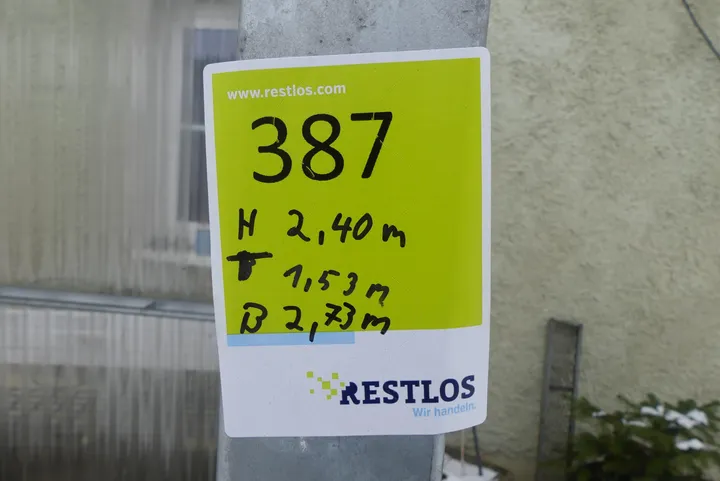 www.restlos.com
387
H 2,40 m
T 1,53 m
B 2,73 m
RESTLOS
Wir handeln.